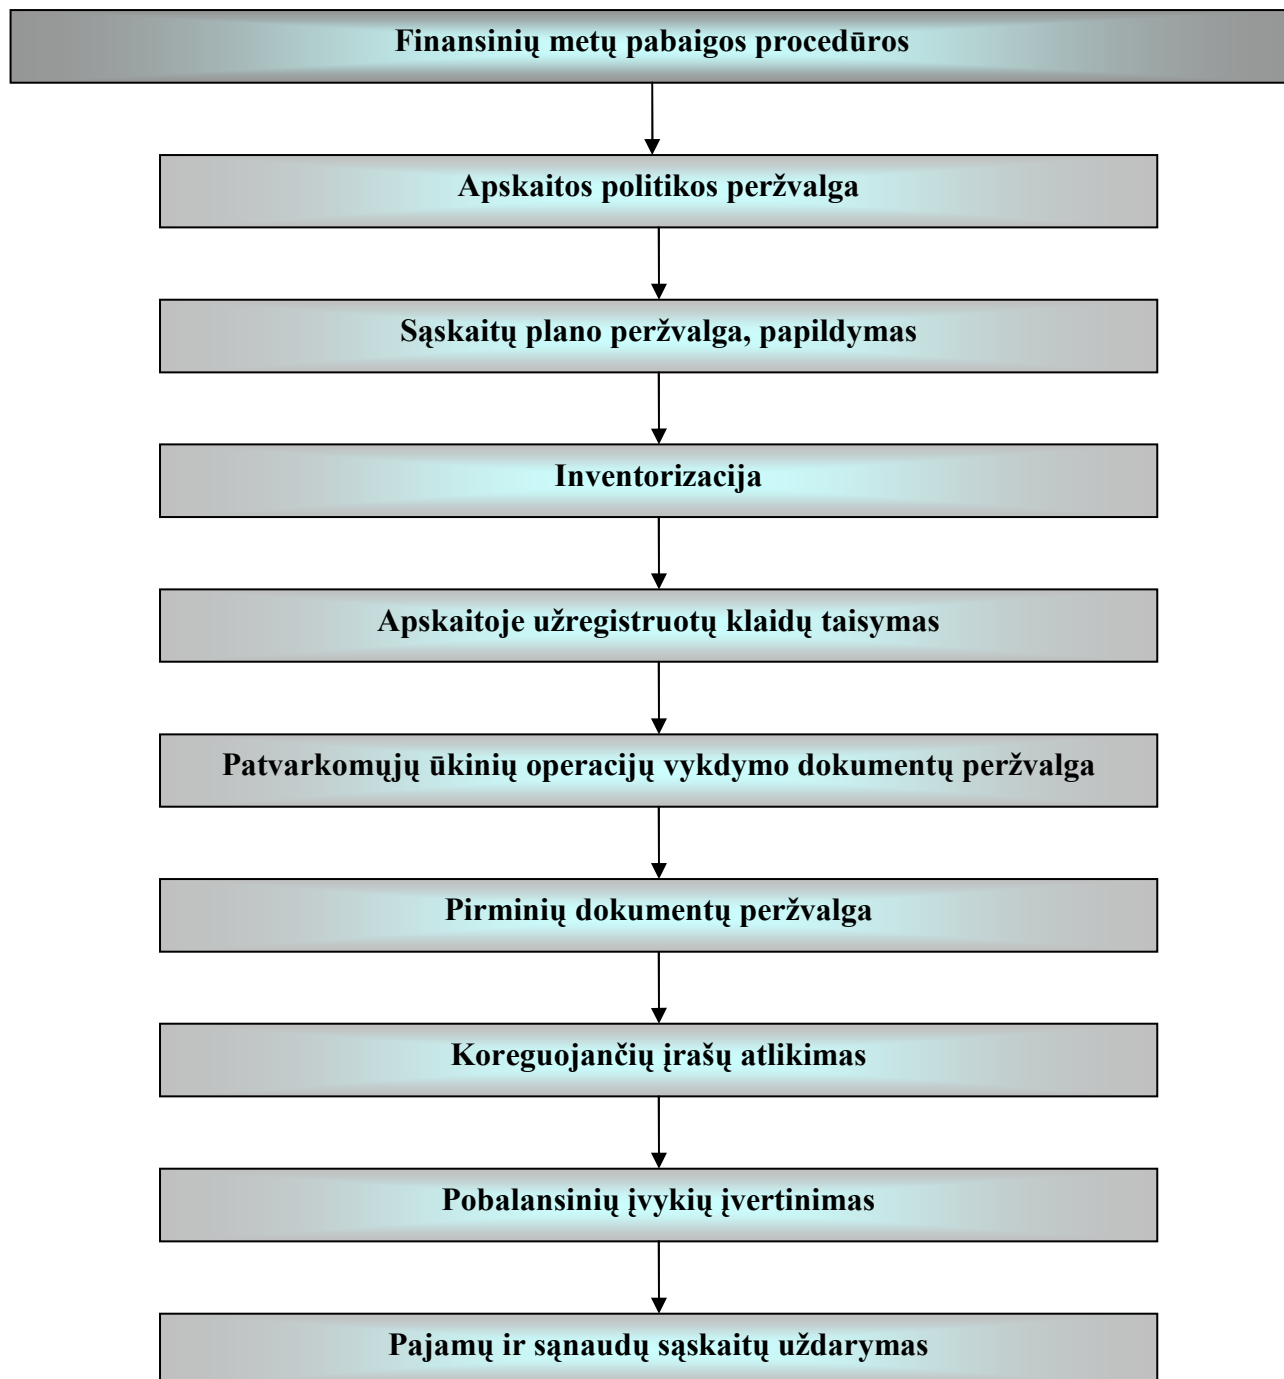 Finansinių metų pabaigos procedūros
Apskaitos politikos peržvalga
Sąskaitų plano peržvalga, papildymas
Inventorizacija
Apskaitoje užregistruotų klaidų taisymas
Patvarkomųjų ūkinių operacijų vykdymo dokumentų peržvalga
Pirminių dokumentų peržvalga
Koreguojančių įrašų atlikimas
Pobalansinių įvykių įvertinimas
Pajamų ir sąnaudų sąskaitų uždarymas